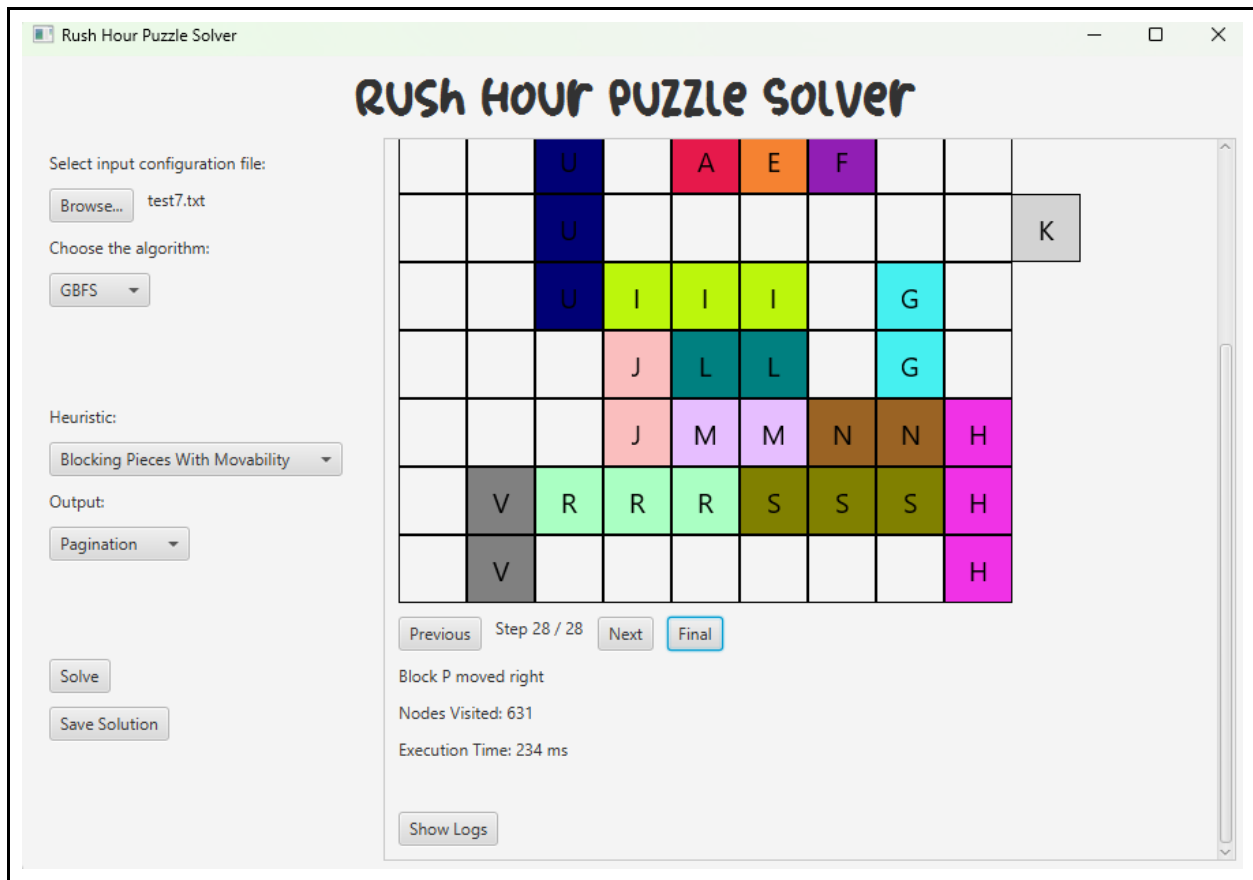 Rush Hour Puzzle Solver
RUSH HOUR PUZZLE SOLVER
Select input configuration file:
Browse... test7.txt
Choose the algorithm:
GBFS
Heuristic:
Blocking Pieces With Movability
Output:
Pagination
Solve
Save Solution
U A E F
U K
U I I I G
J L L G
J M M N N H
V R R R S S S H
V H
Previous Step 28 / 28 Next Final
Block P moved right
Nodes Visited: 631
Execution Time: 234 ms
Show Logs